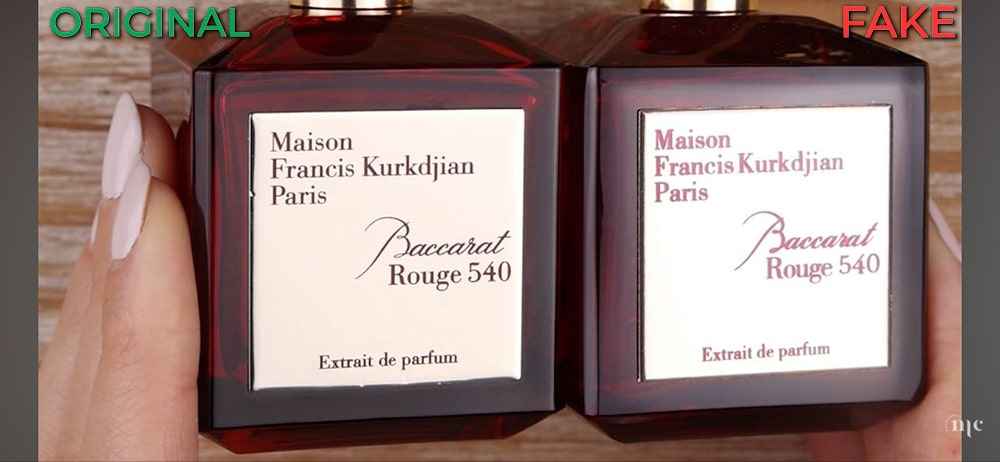 ORIGINAL
FAKE
Maison
Francis Kurkdjian
Paris
Baccarat
Rouge 540
Extrait de parfum
Maison
Francis Kurkdjian
Paris
Baccarat
Rouge 540
Extrait de parfum
mc